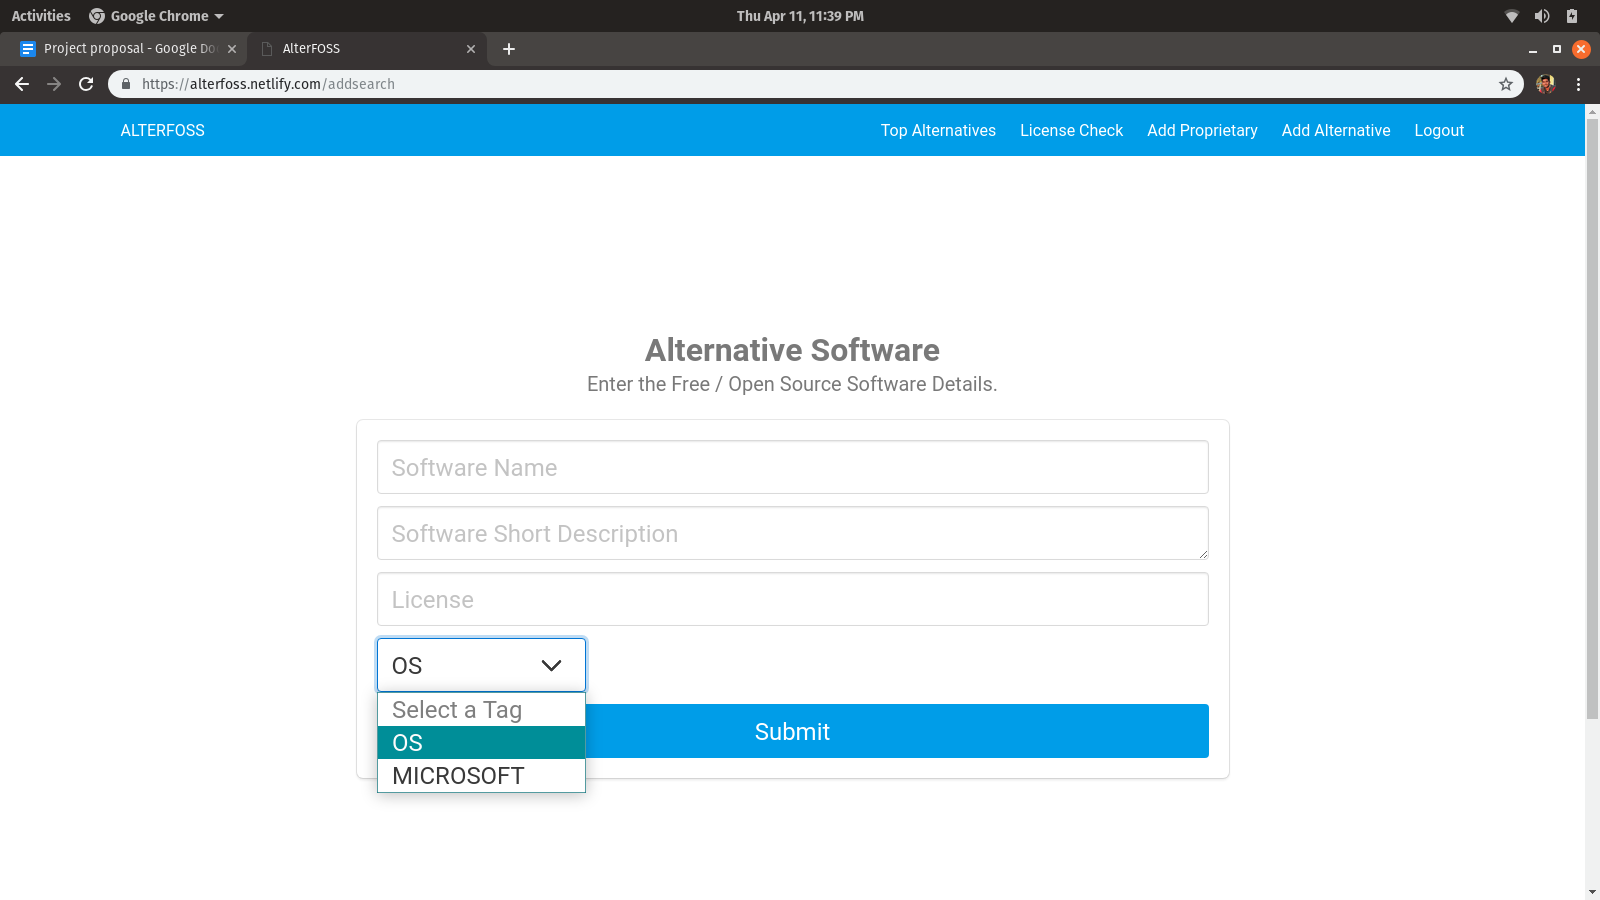 Activities Google Chrome Thu Apr 11, 11:39 PM
Project proposal - Google Do AlterFOSS
https://alterfoss.netlify.com/addsearch
ALTERFOSS Top Alternatives License Check Add Proprietary Add Alternative Logout
Alternative Software
Enter the Free / Open Source Software Details.
Software Name
Software Short Description
License
OS
Select a Tag
OS
MICROSOFT
Submit